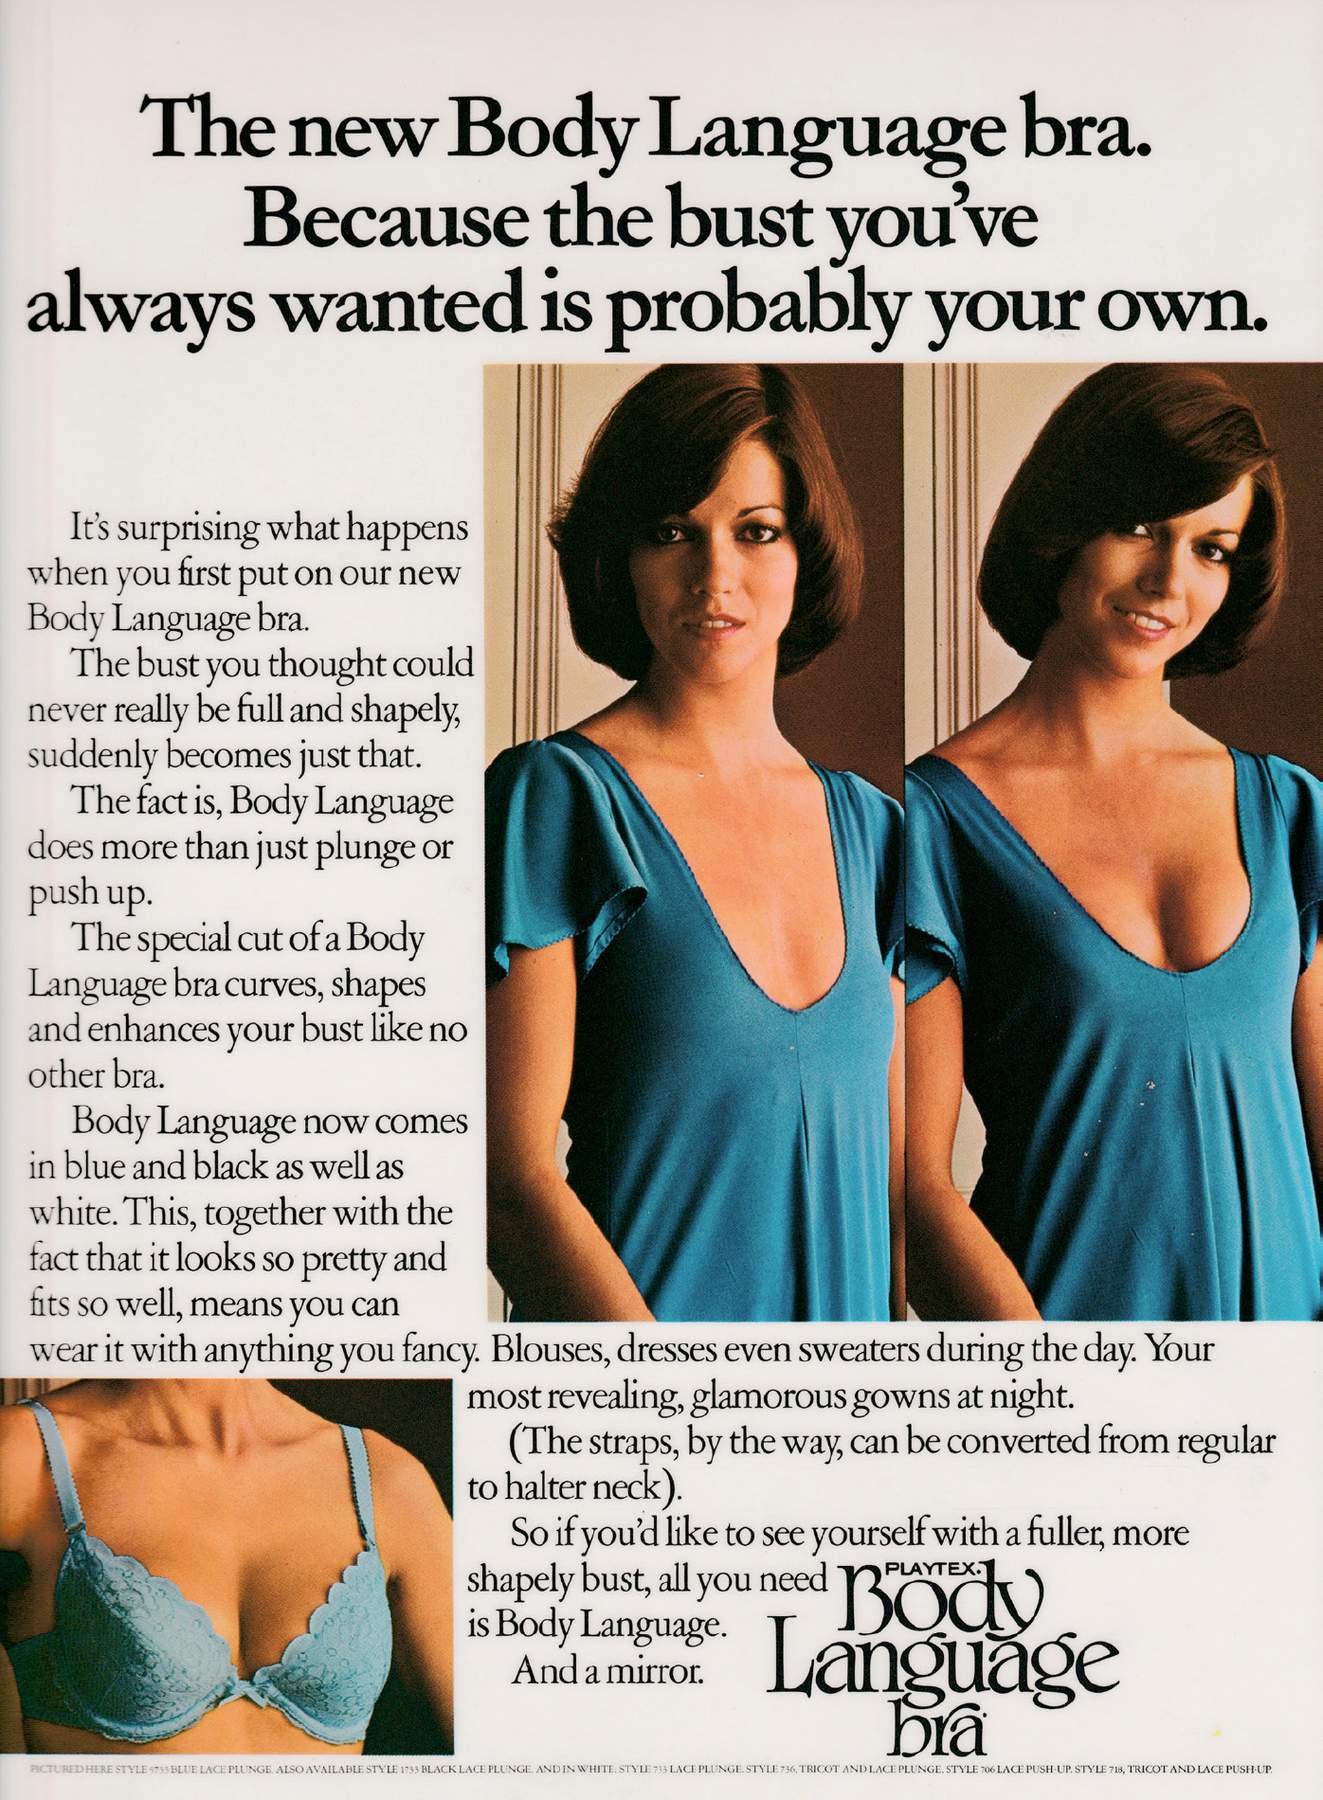 The new Body Language bra.
Because the bust you've
always wanted is probably your own.
It's surprising what happens
when you first put on our new
Body Language bra.
The bust you thought could
never really be full and shapely,
suddenly becomes just that.
The fact is, Body Language
does more than just plunge or
push up.
The special cut of a Body
Language bra curves, shapes
and enhances your bust like no
other bra.
Body Language now comes
in blue and black as well as
white. This, together with the
fact that it looks so pretty and
fits so well, means you can
wear it with anything you fancy. Blouses, dresses even sweaters during the day. Your
most revealing, glamorous gowns at night.
(The straps, by the way, can be converted from regular
to halter neck).
So if you'd like to see yourself with a fuller, more
shapely bust, all you need
is Body Language.
And a mirror.
PLAYTEX.
Body
Language
bra
PICTURED HERE STYLE 9733 BLUE LACE PLUNGE. ALSO AVAILABLE STYLE 1733 BLACK LACE PLUNGE. AND IN WHITE: STYLE 733 LACE PLUNGE. STYLE 736, TRICOT AND LACE PLUNGE. STYLE 706 LACE PUSH-UP. STYLE 718, TRICOT AND LACE PUSH-UP.